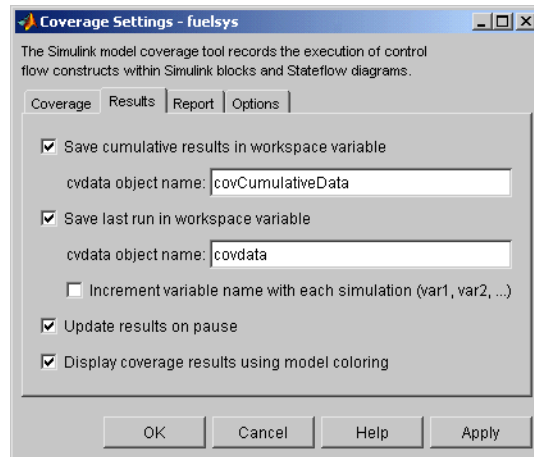 Coverage Settings - fuelsys
The Simulink model coverage tool records the execution of control
flow constructs within Simulink blocks and Stateflow diagrams.
Coverage Results Report Options
Save cumulative results in workspace variable
cvdata object name: covCumulativeData
Save last run in workspace variable
cvdata object name: covdata
Increment variable name with each simulation (var1, var2, ...)
Update results on pause
Display coverage results using model coloring
OK Cancel Help Apply